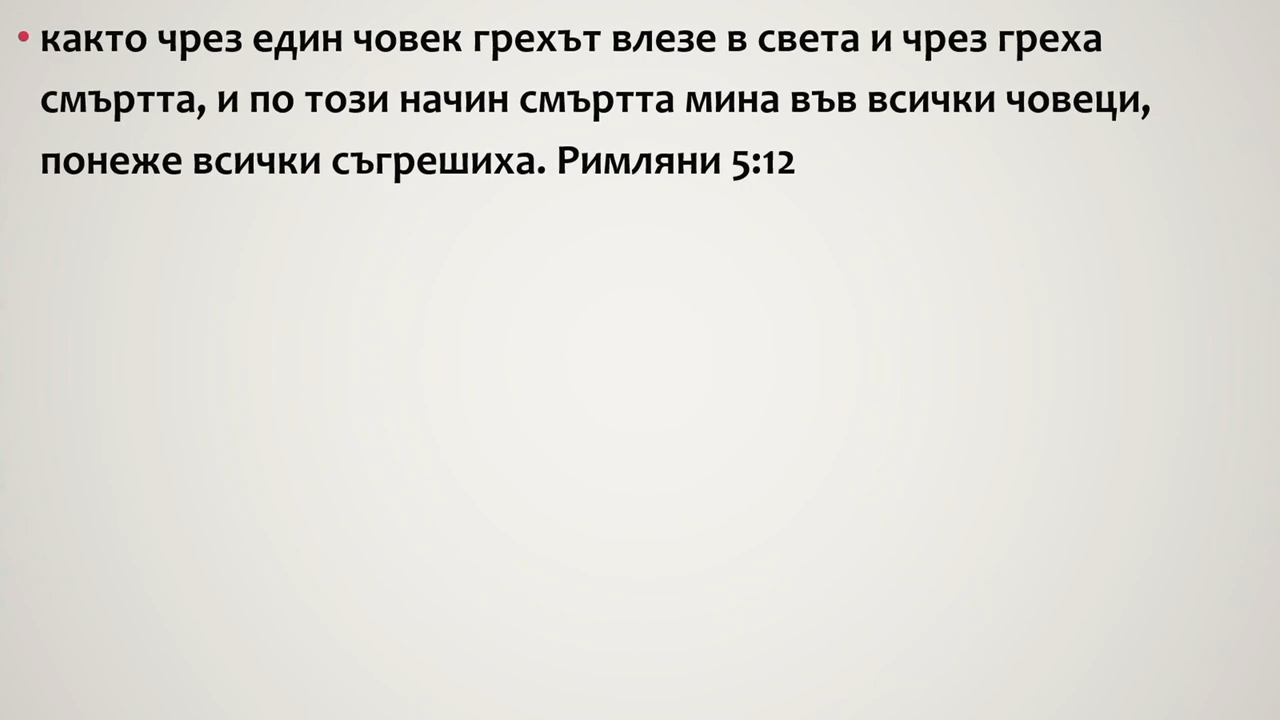 • както чрез един човек грехът влезе в света и чрез греха
смъртта, и по този начин смъртта мина във всички човеци,
понеже всички съгрешиха. Римляни 5:12